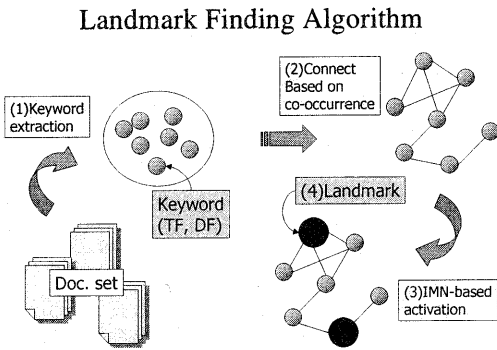 Landmark Finding Algorithm
(1)Keyword
extraction
Keyword
(TF, DF)
Doc. set
(2)Connect
Based on
co-occurrence
(4)Landmark
(3)IMN-based
activation